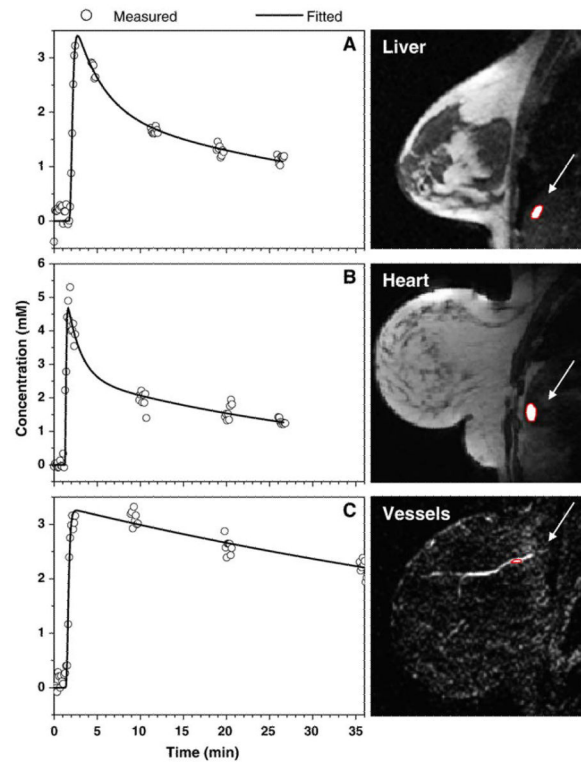 Measured Fitted
A
3
2
1
0
Liver
B
6
5
4
3
2
1
0
Concentration (mM)
Heart
C
3
2
1
0
Vessels
0 5 10 15 20 25 30 35
Time (min)